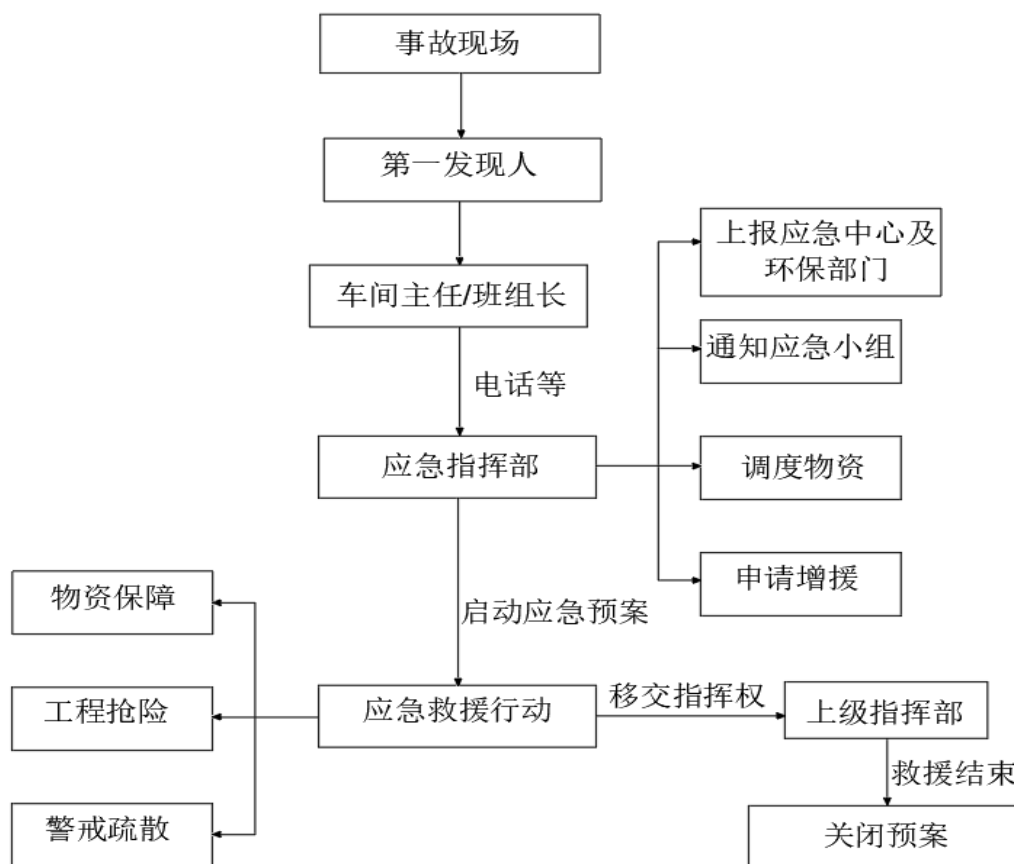 事故现场
第一发现人
车间主任/班组长
电话等
应急指挥部
上报应急中心及
环保部门
通知应急小组
调度物资
申请增援
启动应急预案
应急救援行动
物资保障
工程抢险
警戒疏散
移交指挥权
上级指挥部
救援结束
关闭预案